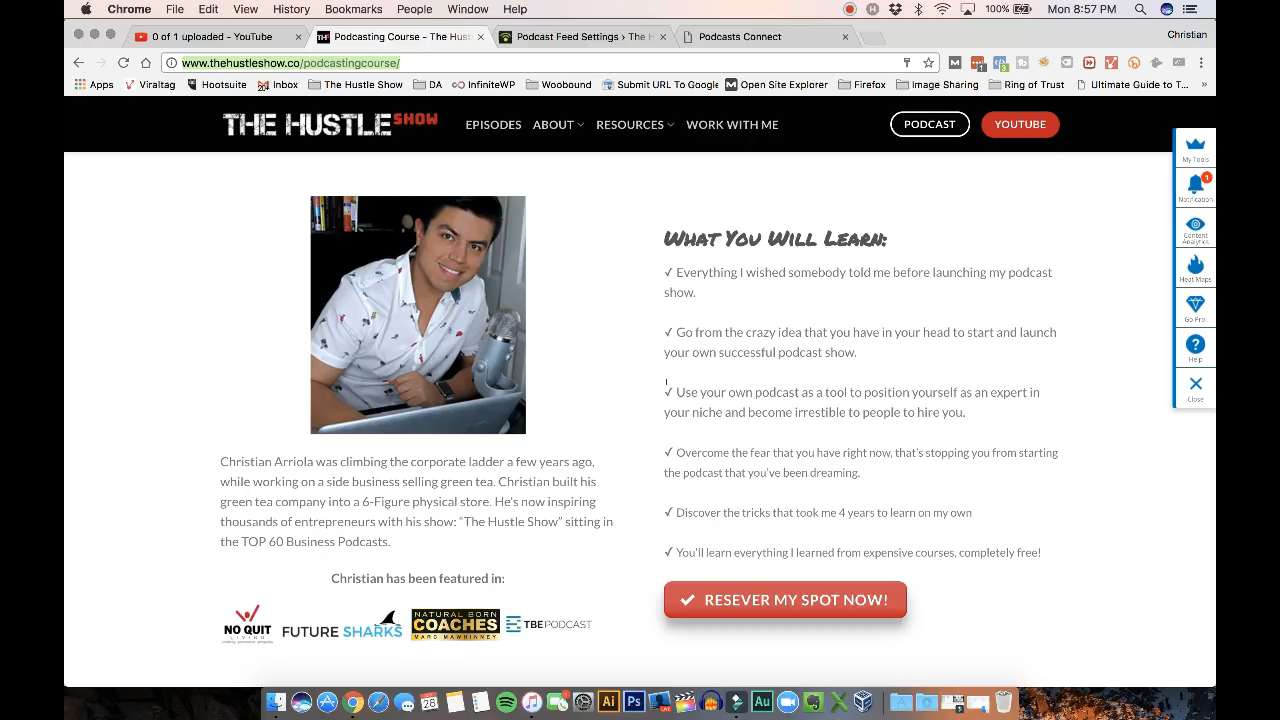 Chrome File Edit View History Bookmarks People Window Help 100% Mon 8:57 PM
0 of 1 uploaded - YouTube Podcasting Course - The Hust Podcast Feed Settings › The H Podcasts Connect Christian
www.thehustleshow.co/podcastingcourse/
Apps Viraltag Hootsuite Inbox The Hustle Show DA InfiniteWP Woobound Submit URL To Google Open Site Explorer Firefox Image Sharing Ring of Trust Ultimate Guide to T...
THE HUSTLE SHOW EPISODES ABOUT RESOURCES WORK WITH ME PODCAST YOUTUBE
My Tools
1
Notification
Content
Analytics
Heat Maps
Go Pro!
Help
Close
What You Will Learn:
✓ Everything I wished somebody told me before launching my podcast
show.
✓ Go from the crazy idea that you have in your head to start and launch
your own successful podcast show.
✓ Use your own podcast as a tool to position yourself as an expert in
your niche and become irrestible to people to hire you.
✓ Overcome the fear that you have right now, that's stopping you from starting
the podcast that you've been dreaming.
✓ Discover the tricks that took me 4 years to learn on my own
✓ You'll learn everything I learned from expensive courses, completely free!
RESEVER MY SPOT NOW!
Christian Arriola was climbing the corporate ladder a few years ago,
while working on a side business selling green tea. Christian built his
green tea company into a 6-Figure physical store. He's now inspiring
thousands of entrepreneurs with his show: "The Hustle Show" sitting in
the TOP 60 Business Podcasts.
Christian has been featured in:
NO QUIT
LIVING
FUTURE SHARKS
NATURAL BORN
COACHES
MARC MAWHINNEY
TBEPODCAST
28
Ai Ps Au